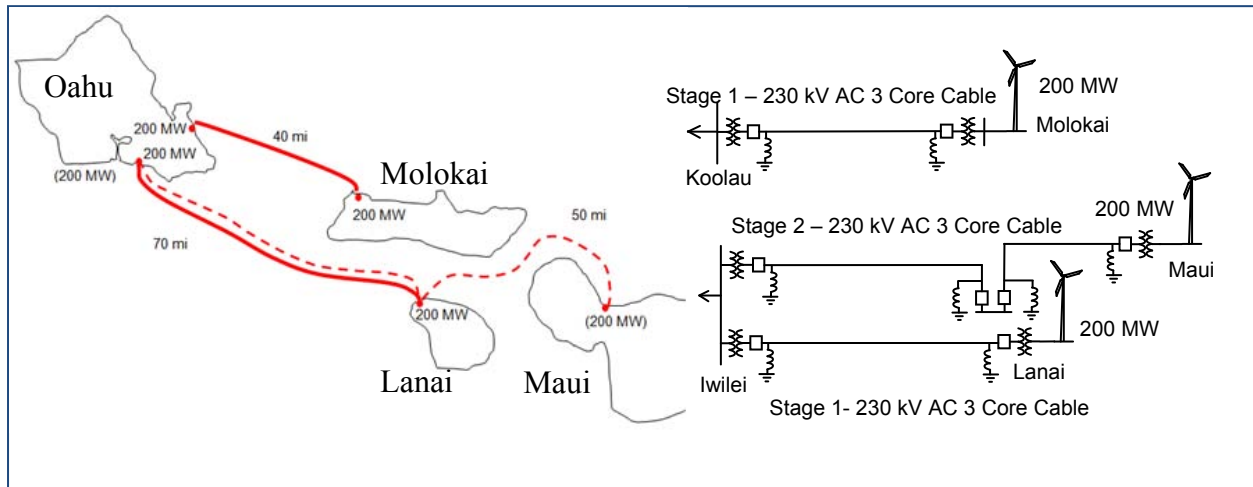 Oahu
200 MW
200 MW
(200 MW)
40 mi
70 mi
Molokai
200 MW
50 mi
200 MW
Lanai
(200 MW)
Maui
Stage 1 – 230 kV AC 3 Core Cable
200 MW
Molokai
Koolau
Stage 2 – 230 kV AC 3 Core Cable
200 MW
Maui
200 MW
Iwilei
Lanai
Stage 1- 230 kV AC 3 Core Cable